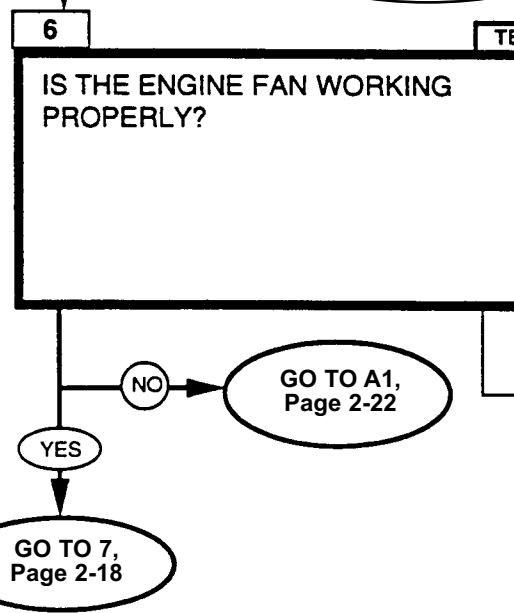 6
IS THE ENGINE FAN WORKING
PROPERLY?
NO
GO TO A1,
Page 2-22
YES
GO TO 7,
Page 2-18